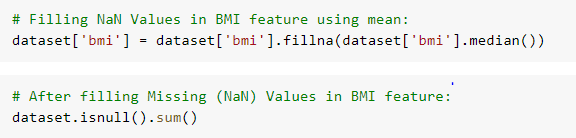 # Filling NaN Values in BMI feature using mean:
dataset['bmi'] = dataset['bmi'].fillna(dataset['bmi'].median())
# After filling Missing (NaN) Values in BMI feature:
dataset.isnull().sum()